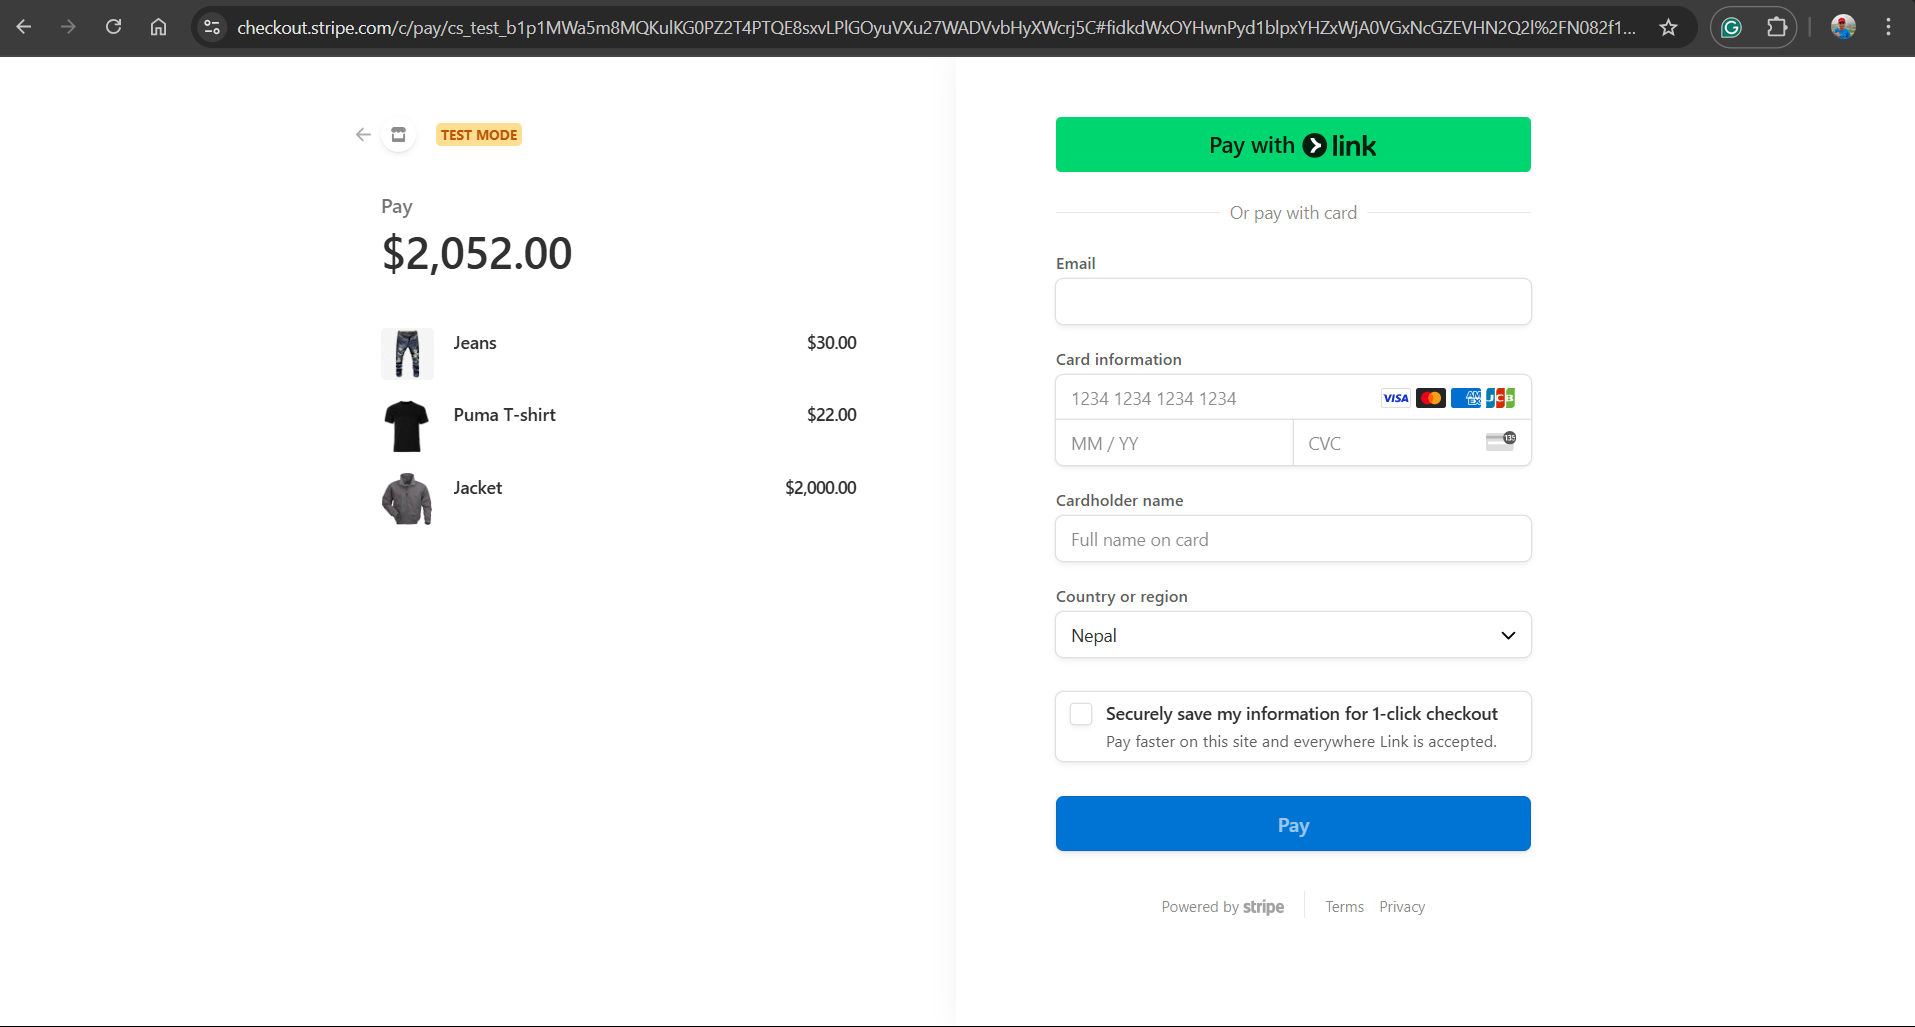 checkout.stripe.com/c/pay/cs_test_b1p1MWa5m8MQKulKG0PZ2T4PTQE8sxvLPlGOyuVXu27WADVvbHyXWcrj5C#fidkdWxOYHwnPyd1blpxYHZxWjA0VGxNcGZEVHN2Q2l%2FN082f1...
TEST MODE
Pay
$2,052.00
Jeans $30.00
Puma T-shirt $22.00
Jacket $2,000.00
Pay with link
Or pay with card
Email
Card information
1234 1234 1234 1234 VISA AMEX JCB
MM / YY CVC 135
Cardholder name
Full name on card
Country or region
Nepal
Securely save my information for 1-click checkout
Pay faster on this site and everywhere Link is accepted.
Pay
Powered by stripe Terms Privacy